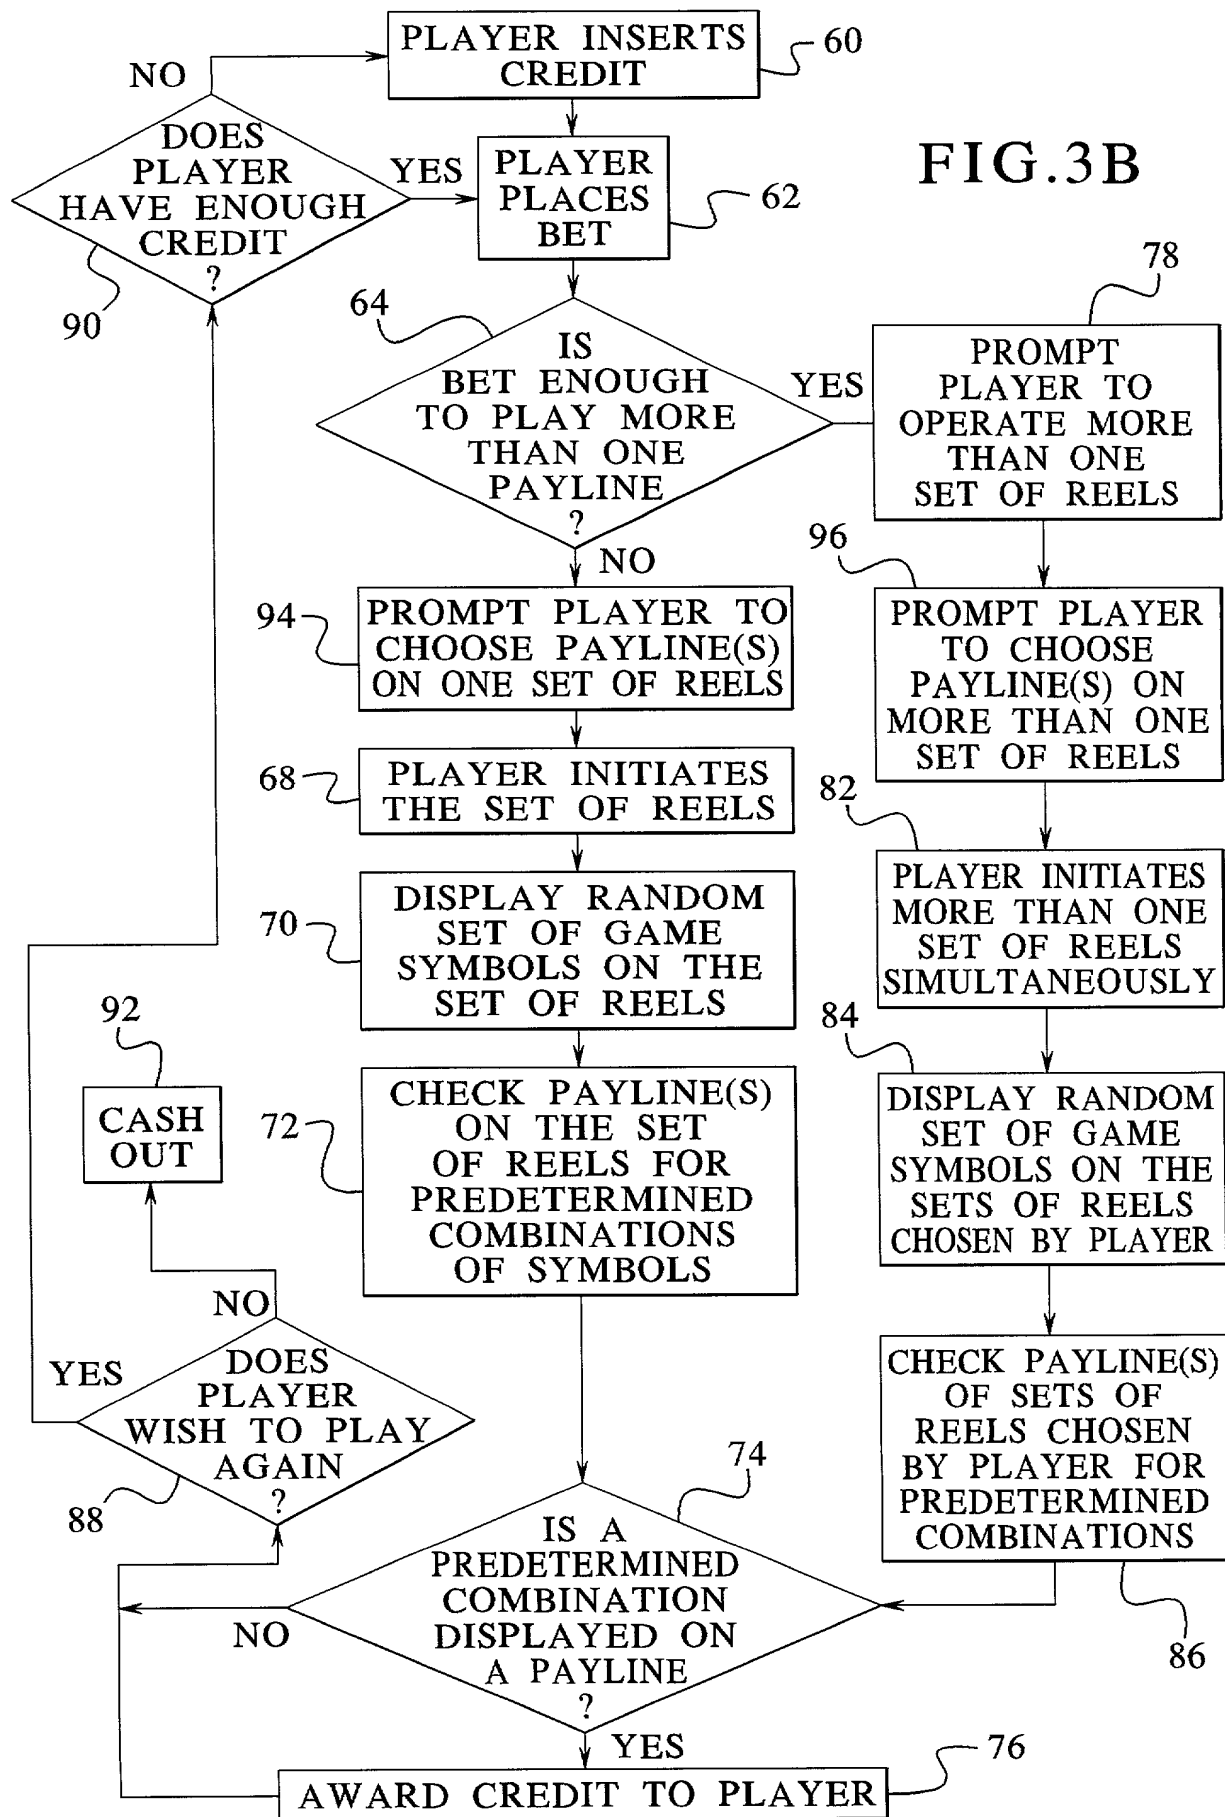 PLAYER INSERTS
CREDIT
60
NO
DOES
PLAYER
HAVE ENOUGH
CREDIT
?
90
YES
PLAYER
PLACES
BET
62
FIG.3B
64
IS
BET ENOUGH
TO PLAY MORE
THAN ONE
PAYLINE
?
YES
NO
78
PROMPT
PLAYER TO
OPERATE MORE
THAN ONE
SET OF REELS
94
PROMPT PLAYER TO
CHOOSE PAYLINE(S)
ON ONE SET OF REELS
96
PROMPT PLAYER
TO CHOOSE
PAYLINE(S) ON
MORE THAN ONE
SET OF REELS
68
PLAYER INITIATES
THE SET OF REELS
82
PLAYER INITIATES
MORE THAN ONE
SET OF REELS
SIMULTANEOUSLY
70
DISPLAY RANDOM
SET OF GAME
SYMBOLS ON THE
SET OF REELS
84
DISPLAY RANDOM
SET OF GAME
SYMBOLS ON THE
SETS OF REELS
CHOSEN BY PLAYER
92
CASH
OUT
72
CHECK PAYLINE(S)
ON THE SET
OF REELS FOR
PREDETERMINED
COMBINATIONS
OF SYMBOLS
NO
YES
DOES
PLAYER
WISH TO PLAY
AGAIN
?
88
CHECK PAYLINE(S)
OF SETS OF
REELS CHOSEN
BY PLAYER FOR
PREDETERMINED
COMBINATIONS
86
74
IS A
PREDETERMINED
COMBINATION
DISPLAYED ON
A PAYLINE
?
NO
YES
76
AWARD CREDIT TO PLAYER